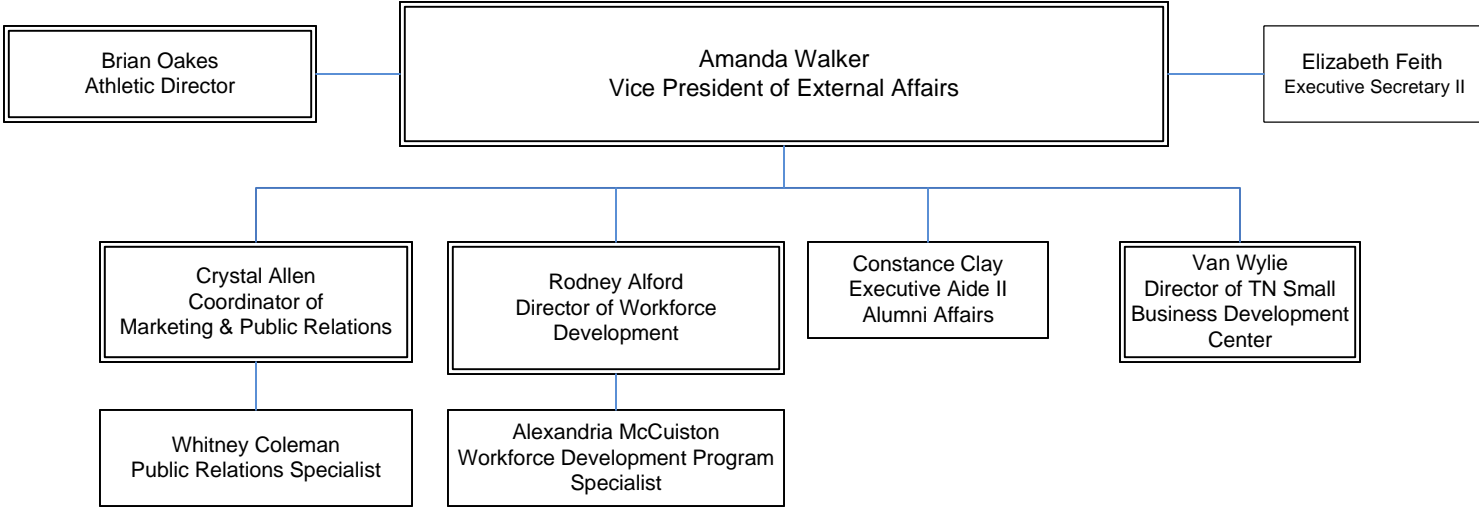 Brian Oakes
Athletic Director
Amanda Walker
Vice President of External Affairs
Elizabeth Feith
Executive Secretary II
Crystal Allen
Coordinator of
Marketing & Public Relations
Rodney Alford
Director of Workforce
Development
Constance Clay
Executive Aide II
Alumni Affairs
Van Wylie
Director of TN Small
Business Development
Center
Whitney Coleman
Public Relations Specialist
Alexandria McCuiston
Workforce Development Program
Specialist